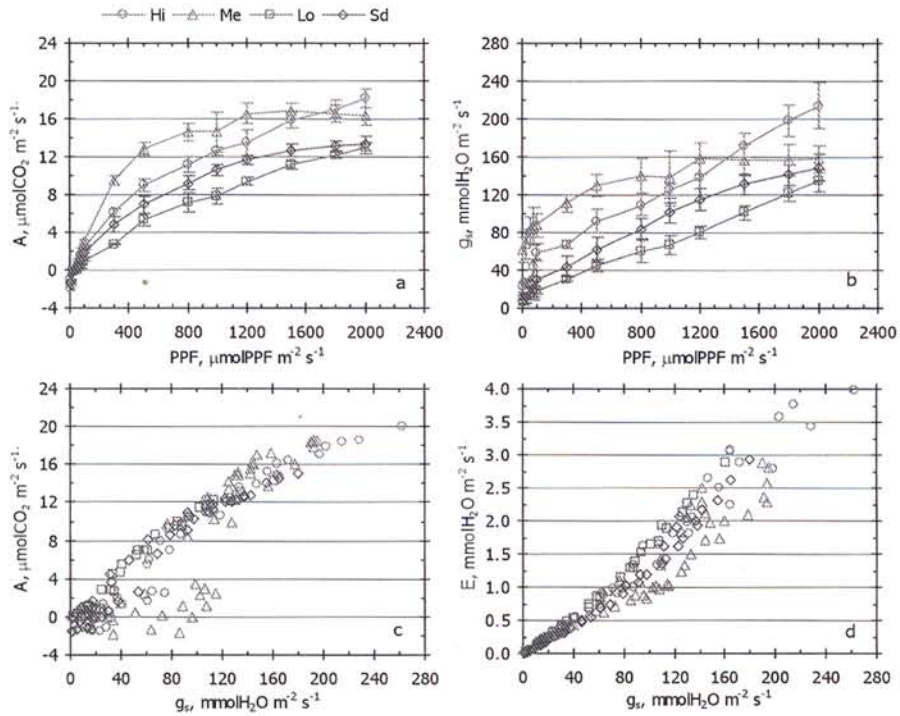 Hi Me Lo Sd
24 20 16 12 8 4 0 -4
A, μmolCO2 m-2 s-1
0 400 800 1200 1600 2000 2400
PPF, μmolPPF m-2 s-1
a
280 240 200 160 120 80 40 0
gs, mmolH2O m-2 s-1
0 400 800 1200 1600 2000 2400
PPF, μmolPPF m-2 s-1
b
24 20 16 12 8 4 0 -4
A, μmolCO2 m-2 s-1
0 40 80 120 160 200 240 280
gs, mmolH2O m-2 s-1
c
4.0 3.5 3.0 2.5 2.0 1.5 1.0 0.5 0.0
E, mmolH2O m-2 s-1
0 40 80 120 160 200 240 280
gs, mmolH2O m-2 s-1
d